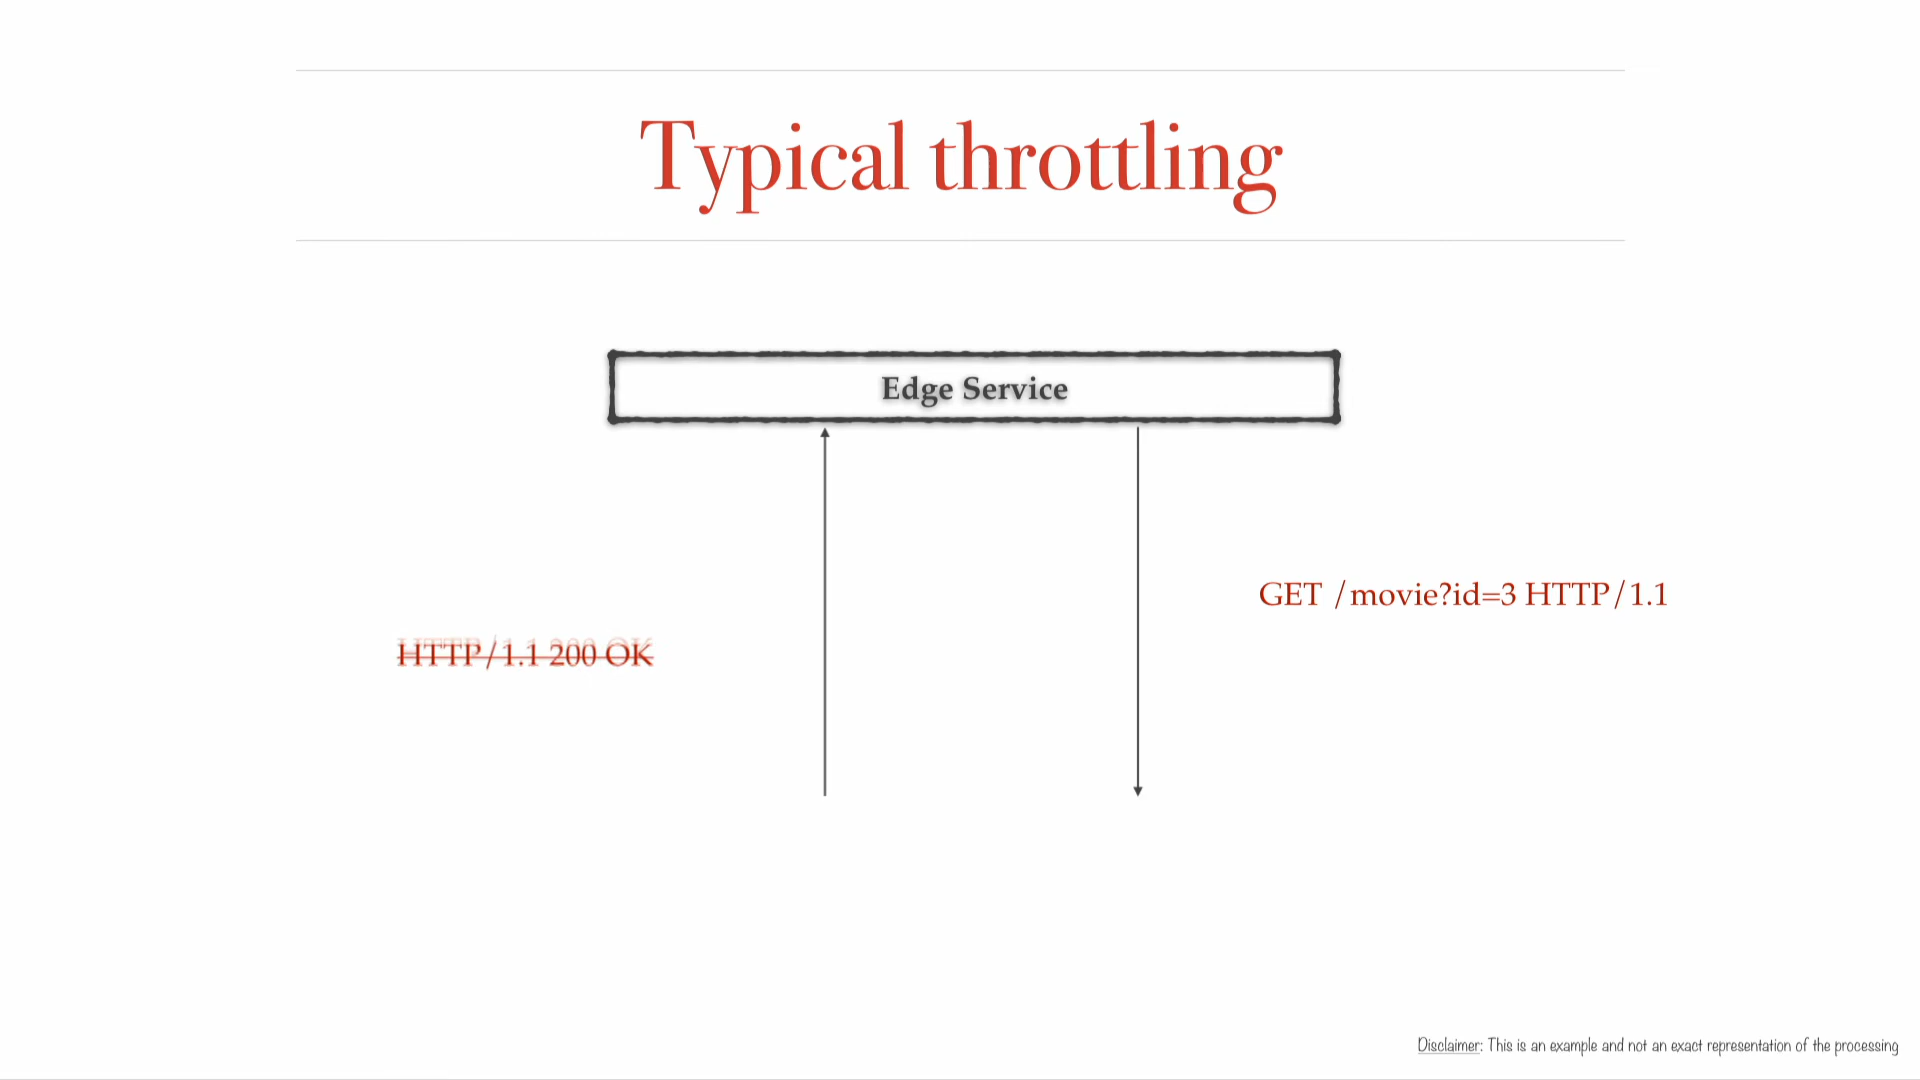 Typical throttling
Edge Service
GET /movie?id=3 HTTP/1.1
HTTP/1.1 200 OK
Disclaimer: This is an example and not an exact representation of the processing